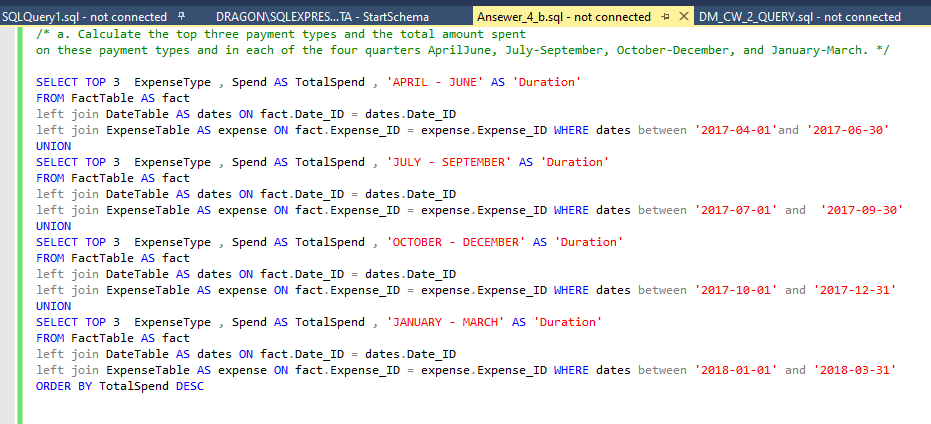 SQLQuery1.sql - not connected DRAGON\SQLEXPRES...TA - StartSchema Ansewer_4_b.sql - not connected DM_CW_2_QUERY.sql - not connected
/* a. Calculate the top three payment types and the total amount spent
on these payment types and in each of the four quarters AprilJune, July-September, October-December, and January-March. */
SELECT TOP 3  ExpenseType , Spend AS TotalSpend , 'APRIL - JUNE' AS 'Duration'
FROM FactTable AS fact
left join DateTable AS dates ON fact.Date_ID = dates.Date_ID
left join ExpenseTable AS expense ON fact.Expense_ID = expense.Expense_ID WHERE dates between '2017-04-01'and '2017-06-30'
UNION
SELECT TOP 3  ExpenseType , Spend AS TotalSpend , 'JULY - SEPTEMBER' AS 'Duration'
FROM FactTable AS fact
left join DateTable AS dates ON fact.Date_ID = dates.Date_ID
left join ExpenseTable AS expense ON fact.Expense_ID = expense.Expense_ID WHERE dates between '2017-07-01' and  '2017-09-30'
UNION
SELECT TOP 3  ExpenseType , Spend AS TotalSpend , 'OCTOBER - DECEMBER' AS 'Duration'
FROM FactTable AS fact
left join DateTable AS dates ON fact.Date_ID = dates.Date_ID
left join ExpenseTable AS expense ON fact.Expense_ID = expense.Expense_ID WHERE dates between '2017-10-01' and '2017-12-31'
UNION
SELECT TOP 3  ExpenseType , Spend AS TotalSpend , 'JANUARY - MARCH' AS 'Duration'
FROM FactTable AS fact
left join DateTable AS dates ON fact.Date_ID = dates.Date_ID
left join ExpenseTable AS expense ON fact.Expense_ID = expense.Expense_ID WHERE dates between '2018-01-01' and '2018-03-31'
ORDER BY TotalSpend DESC